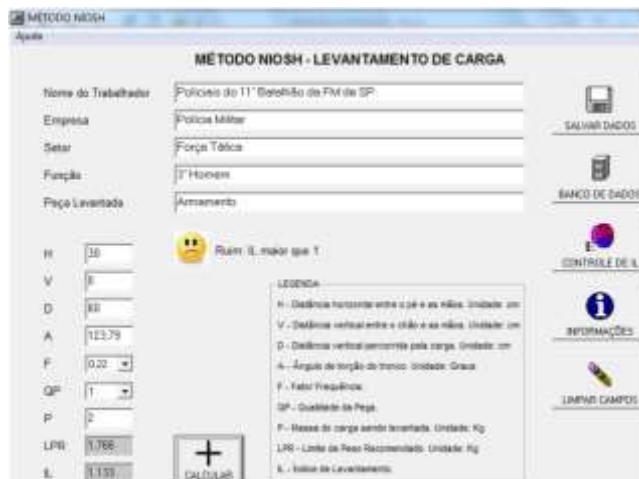 MÉTODO NIOSH
Ajuda
MÉTODO NIOSH - LEVANTAMENTO DE CARGA
Nome do Trabalhador
Policiais do 11° Batalhão da PM de SP
Empresa
Polícia Militar
Setor
Força Tática
Função
3° Homem
Peça Levantada
Armamento
SALVAR DADOS
BANCO DE DADOS
CONTROLE DE IL
INFORMAÇÕES
LIMPAR CAMPOS
Ruim. IL maior que 1
H 30
V
D
A 123,79
F 0,22
QP 1
P 2
LPR 1.766
IL 1.133
CALCULAR
LEGENDA
H - Distância horizontal entre o pé e as mãos. Unidade: cm
V - Distância vertical entre o chão e as mãos. Unidade: cm
D - Distância vertical percorrida pela carga. Unidade: cm
A - Ângulo de torção do tronco. Unidade: Graus
F - Fator Frequência.
QP - Qualidade da Pega.
P - Massa da carga sendo levantada. Unidade: Kg
LPR - Limite de Peso Recomendado. Unidade: Kg
IL - Índice de Levantamento.